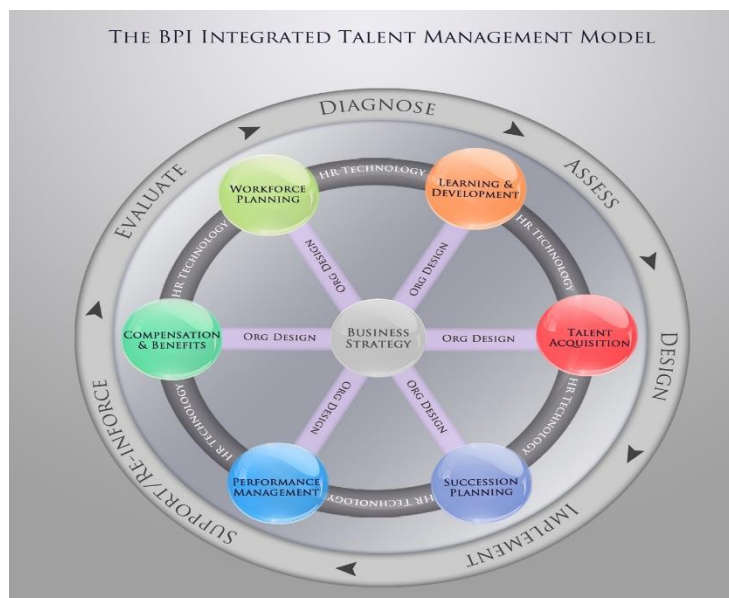 The BPI Integrated Talent Management Model
Diagnose
Assess
Design
Implement
Support/Re-inforce
Evaluate
Workforce
Planning
HR Technology
Learning &
Development
HR Technology
Talent
Acquisition
HR Technology
Succession
Planning
HR Technology
Performance
Management
HR Technology
Compensation
& Benefits
HR Technology
Org Design
Org Design
Org Design
Business
Strategy
Org Design
Org Design
Org Design